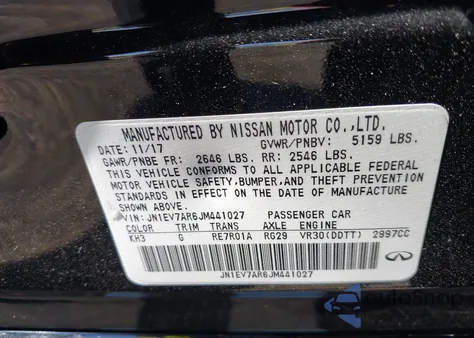 MANUFACTURED BY NISSAN MOTOR CO.,LTD.
DATE: 11/17 GVWR/PNBV: 5159 LBS.
GAWR/PNBE FR: 2646 LBS. RR: 2546 LBS.
THIS VEHICLE CONFORMS TO ALL APPLICABLE FEDERAL
MOTOR VEHICLE SAFETY,BUMPER,AND THEFT PREVENTION
STANDARDS IN EFFECT ON THE DATE OF MANUFACTURE
SHOWN ABOVE.
VIN: JN1EV7AR6JM441027 PASSENGER CAR
COLOR TRIM TRANS AXLE ENGINE
KH3 G RE7R01A RG29 VR30(DDTT) 2997CC
JN1EV7AR6JM441027
AutoSnap